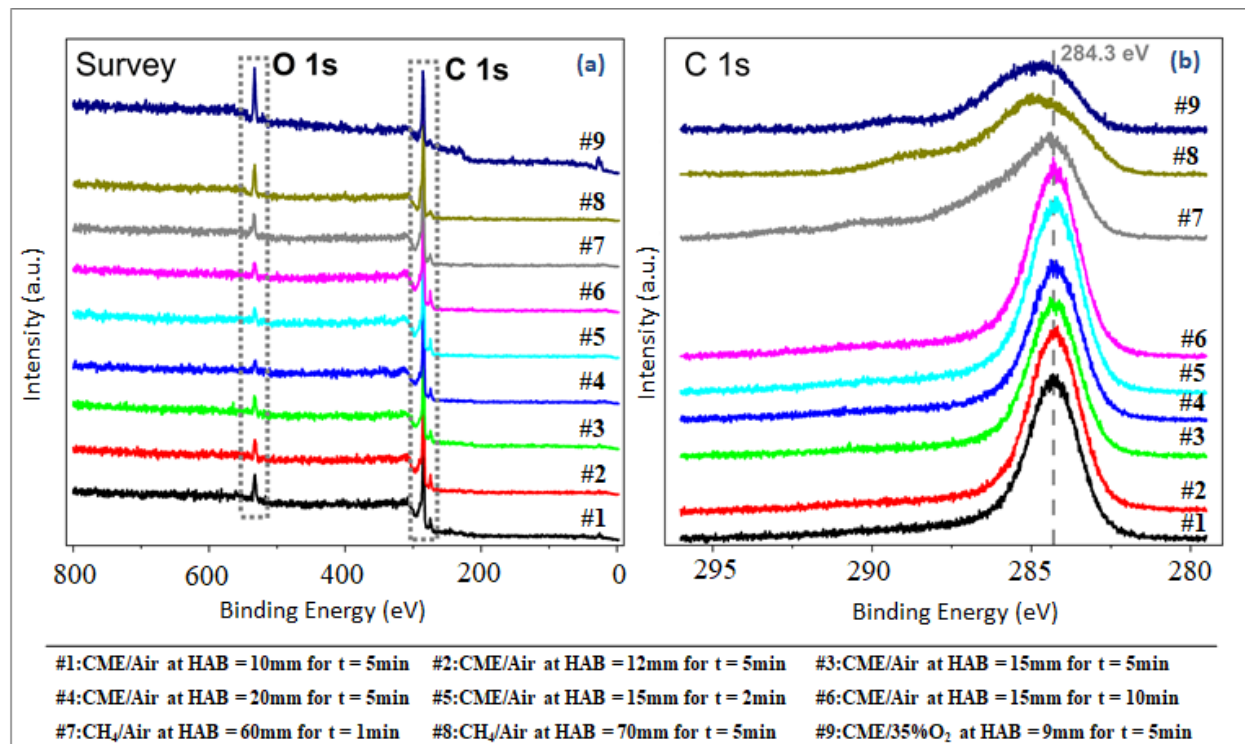 Survey
O 1s
C 1s
(a)
#9
#8
#7
#6
#5
#4
#3
#2
#1
Intensity (a.u.)
800
600
400
200
0
Binding Energy (eV)
C 1s
284.3 eV
(b)
#9
#8
#7
#6
#5
#4
#3
#2
#1
Intensity (a.u.)
295
290
284
280
Binding Energy (eV)
#1:CME/Air at HAB = 10mm for t = 5min #2:CME/Air at HAB = 12mm for t = 5min #3:CME/Air at HAB = 15mm for t = 5min
#4:CME/Air at HAB = 20mm for t = 5min #5:CME/Air at HAB = 15mm for t = 2min #6:CME/Air at HAB = 15mm for t = 10min
#7:CH₄/Air at HAB = 60mm for t = 1min #8:CH₄/Air at HAB = 70mm for t = 5min #9:CME/35%O₂ at HAB = 9mm for t = 5min